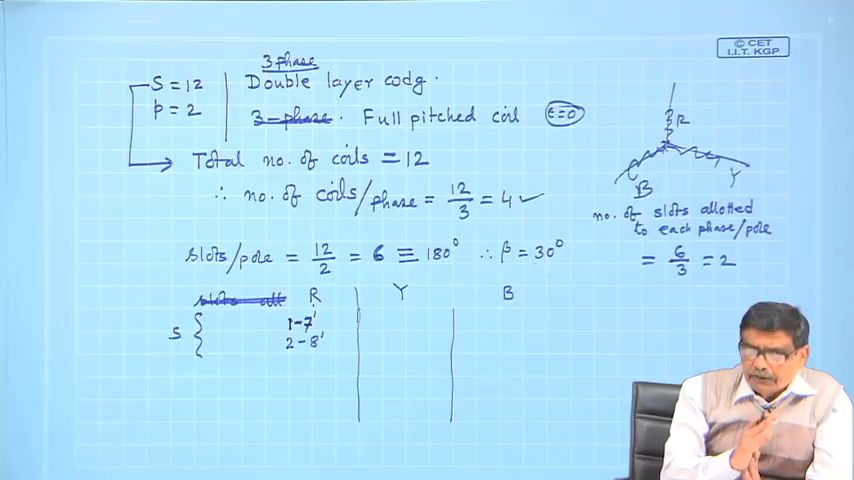 © CET
I.I.T. KGP
3 phase
S = 12 Double layer codg.
p = 2 3-phase. Full pitched coil ε=0
Total no. of coils = 12
∴ no. of coils/phase = 12/3 = 4 ✓
slots/pole = 12/2 = 6 ≡ 180° ∴ β = 30°
R
Y
B
no. of slots allotted
to each phase/pole
= 6/3 = 2
slots all R Y B
S { 1-7'
2-8'